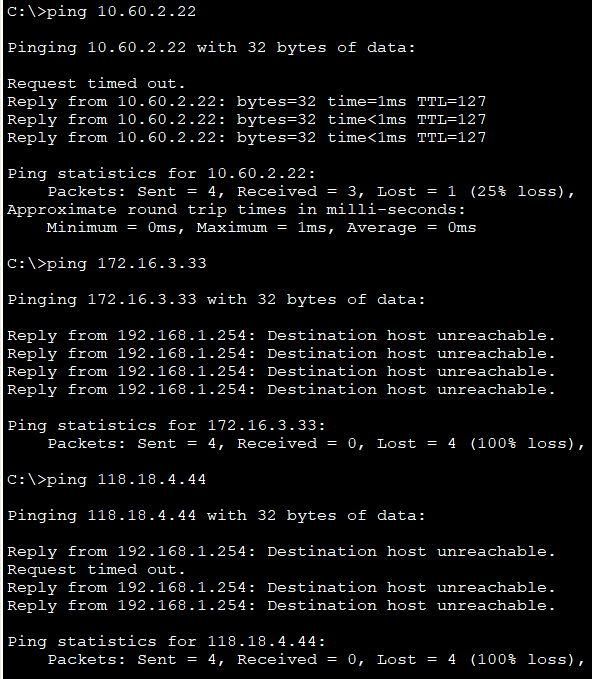 C:\>ping 10.60.2.22
Pinging 10.60.2.22 with 32 bytes of data:
Request timed out.
Reply from 10.60.2.22: bytes=32 time=1ms TTL=127
Reply from 10.60.2.22: bytes=32 time<1ms TTL=127
Reply from 10.60.2.22: bytes=32 time<1ms TTL=127
Ping statistics for 10.60.2.22:
    Packets: Sent = 4, Received = 3, Lost = 1 (25% loss),
Approximate round trip times in milli-seconds:
    Minimum = 0ms, Maximum = 1ms, Average = 0ms
C:\>ping 172.16.3.33
Pinging 172.16.3.33 with 32 bytes of data:
Reply from 192.168.1.254: Destination host unreachable.
Reply from 192.168.1.254: Destination host unreachable.
Reply from 192.168.1.254: Destination host unreachable.
Reply from 192.168.1.254: Destination host unreachable.
Ping statistics for 172.16.3.33:
    Packets: Sent = 4, Received = 0, Lost = 4 (100% loss),
C:\>ping 118.18.4.44
Pinging 118.18.4.44 with 32 bytes of data:
Reply from 192.168.1.254: Destination host unreachable.
Request timed out.
Reply from 192.168.1.254: Destination host unreachable.
Reply from 192.168.1.254: Destination host unreachable.
Ping statistics for 118.18.4.44:
    Packets: Sent = 4, Received = 0, Lost = 4 (100% loss),